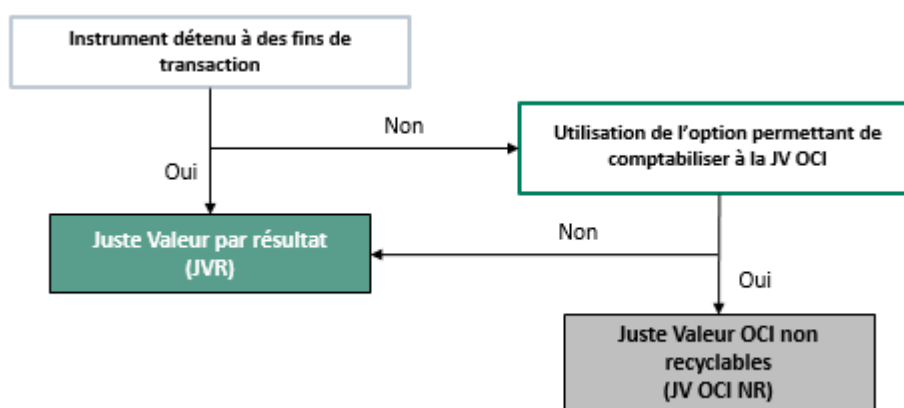 Instrument détenu à des fins de
transaction
Non
Utilisation de l'option permettant de
comptabiliser à la JV OCI
Oui
Juste Valeur par résultat
(JVR)
Non
Oui
Juste Valeur OCI non
recyclables
(JV OCI NR)